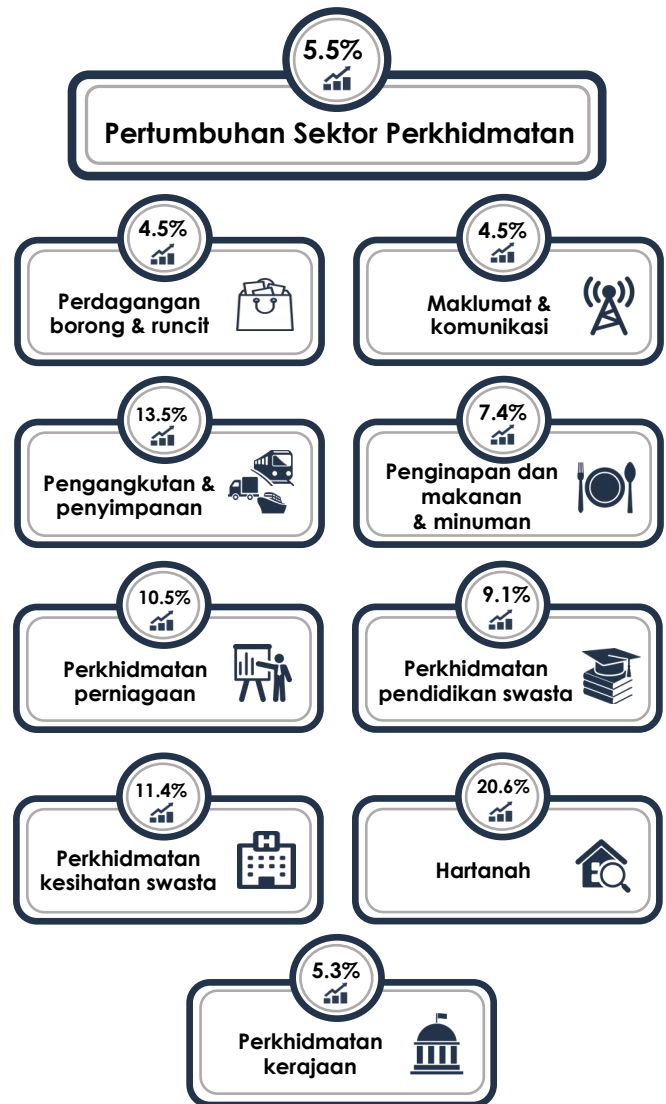 5.5%
Pertumbuhan Sektor Perkhidmatan
4.5%
Perdagangan
borong & runcit
4.5%
Maklumat &
komunikasi
13.5%
Pengangkutan &
penyimpanan
7.4%
Penginapan dan
makanan
& minuman
10.5%
Perkhidmatan
perniagaan
9.1%
Perkhidmatan
pendidikan swasta
11.4%
H
Perkhidmatan
kesihatan swasta
20.6%
Hartanah
5.3%
Perkhidmatan
kerajaan